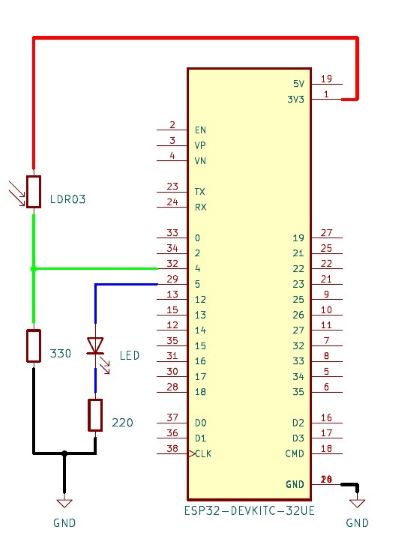 5V 19
3V3 1
2 EN
3 VP
4 VN
LDR03
23 TX
24 RX
33 0 19 27
34 2 21 25
32 4 22 22
29 5 23 21
13 12 25 9
15 13 26 10
12 14 27 11
35 15 32 7
330
LED
31 16 33 8
30 17 34 5
28 18 35 6
220
37 D0 D2 16
36 D1 D3 17
38 CLK CMD 18
GND
ESP32-DEVKITC-32UE
GND
GND